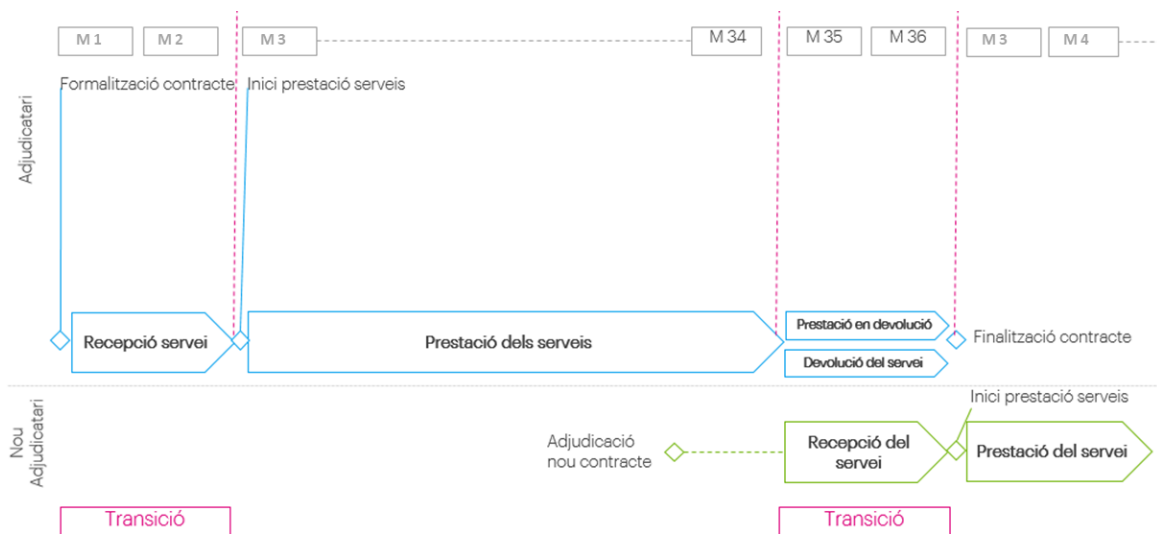 M 1
M 2
M 3
M 34
M 35
M 36
M 3
M 4
Formalització contracte
Inici prestació serveis
Adjudicatari
Recepció servei
Prestació dels serveis
Prestació en devolució
Devolució del servei
Finalització contracte
Nou
Adjudicatari
Inici prestació serveis
Adjudicació
nou contracte
Recepció del
servei
Prestació del servei
Transició
Transició